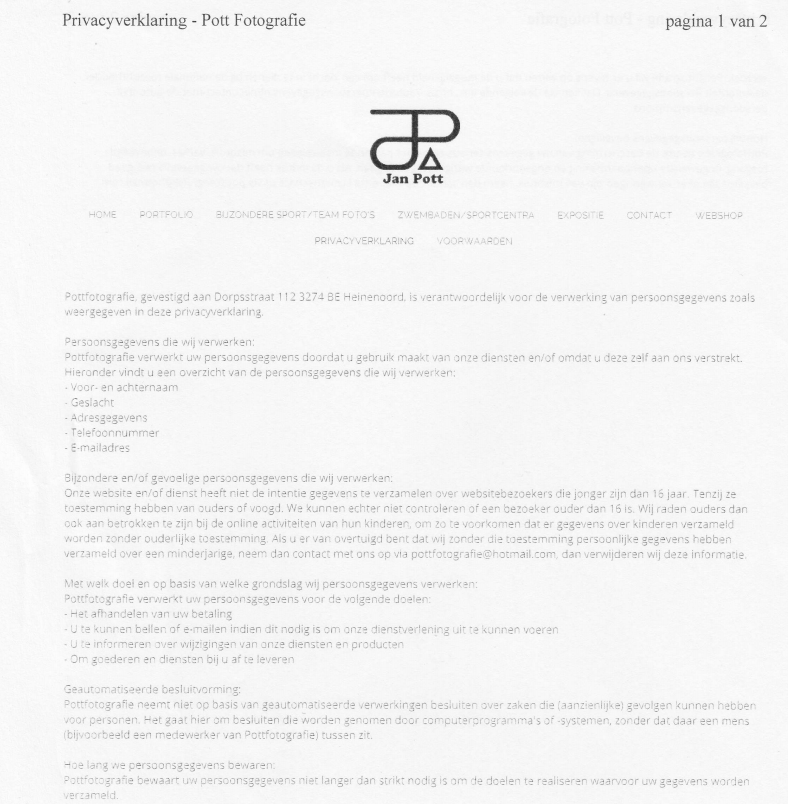 Privacyverklaring - Pott Fotografie
pagina 1 van 2
Jan Pott
HOME PORTFOLIO BIJZONDERE SPORT/TEAM FOTO'S ZWEMBADEN/SPORTCENTRA EXPOSITIE CONTACT WEBSHOP
PRIVACYVERKLARING VOORWAARDEN
Pottfotografie, gevestigd aan Dorpsstraat 112 3274 BE Heinenoord, is verantwoordelijk voor de verwerking van persoonsgegevens zoals
weergegeven in deze privacyverklaring.
Persoonsgegevens die wij verwerken:
Pottfotografie verwerkt uw persoonsgegevens doordat u gebruik maakt van onze diensten en/of omdat u deze zelf aan ons verstrekt.
Hieronder vindt u een overzicht van de persoonsgegevens die wij verwerken:
- Voor- en achternaam
- Geslacht
- Adresgegevens
- Telefoonnummer
- E-mailadres
Bijzondere en/of gevoelige persoonsgegevens die wij verwerken:
Onze website en/of dienst heeft niet de intentie gegevens te verzamelen over websitebezoekers die jonger zijn dan 16 jaar. Tenzij ze
toestemming hebben van ouders of voogd. We kunnen echter niet controleren of een bezoeker ouder dan 16 is. Wij raden ouders dan
ook aan betrokken te zijn bij de online activiteiten van hun kinderen, om zo te voorkomen dat er gegevens over kinderen verzameld
worden zonder ouderlijke toestemming. Als u er van overtuigd bent dat wij zonder die toestemming persoonlijke gegevens hebben
verzameld over een minderjarige, neem dan contact met ons op via pottfotografie@hotmail.com, dan verwijderen wij deze informatie.
Met welk doel en op basis van welke grondslag wij persoonsgegevens verwerken:
Pottfotografie verwerkt uw persoonsgegevens voor de volgende doelen:
- Het afhandelen van uw betaling
- U te kunnen bellen of e-mailen indien dit nodig is om onze dienstverlening uit te kunnen voeren
- U te informeren over wijzigingen van onze diensten en producten
- Om goederen en diensten bij u af te leveren
Geautomatiseerde besluitvorming:
Pottfotografie neemt niet op basis van geautomatiseerde verwerkingen besluiten over zaken die (aanzienlijke) gevolgen kunnen hebben
voor personen. Het gaat hier om besluiten die worden genomen door computerprogramma's of -systemen, zonder dat daar een mens
(bijvoorbeeld een medewerker van Pottfotografie) tussen zit.
Hoe lang we persoonsgegevens bewaren:
Pottfotografie bewaart uw persoonsgegevens niet langer dan strikt nodig is om de doelen te realiseren waarvoor uw gegevens worden
verzameld.